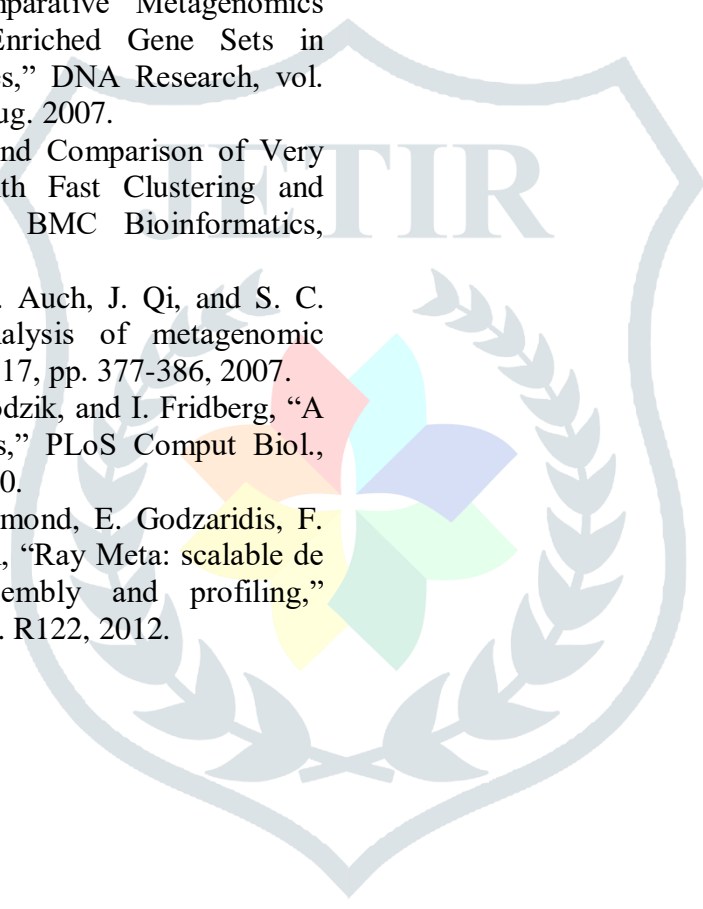 mparative Metagenomics
Enriched Gene Sets in
es,” DNA Research, vol.
ug. 2007.
nd Comparison of Very
th Fast Clustering and
BMC Bioinformatics,
. Auch, J. Qi, and S. C.
alysis of metagenomic
17, pp. 377-386, 2007.
odzik, and I. Fridberg, “A
s,” PLoS Comput Biol.,
0.
mond, E. Godzaridis, F.
, “Ray Meta: scalable de
embly and profiling,”
. R122, 2012.
JETIR